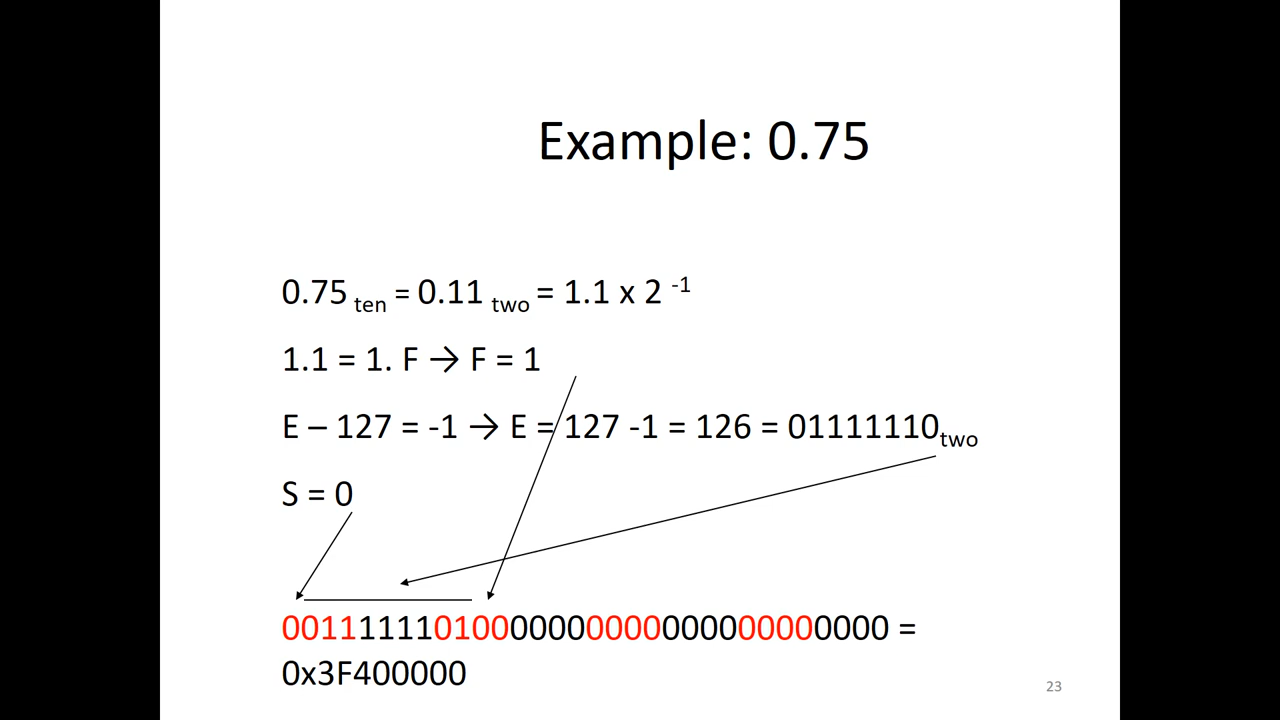 Example: 0.75
0.75 ten = 0.11 two = 1.1 x 2 -1
1.1 = 1. F → F = 1
E – 127 = -1 → E = 127 -1 = 126 = 01111110two
S = 0
00111111010000000000000000000000 =
0x3F400000
23